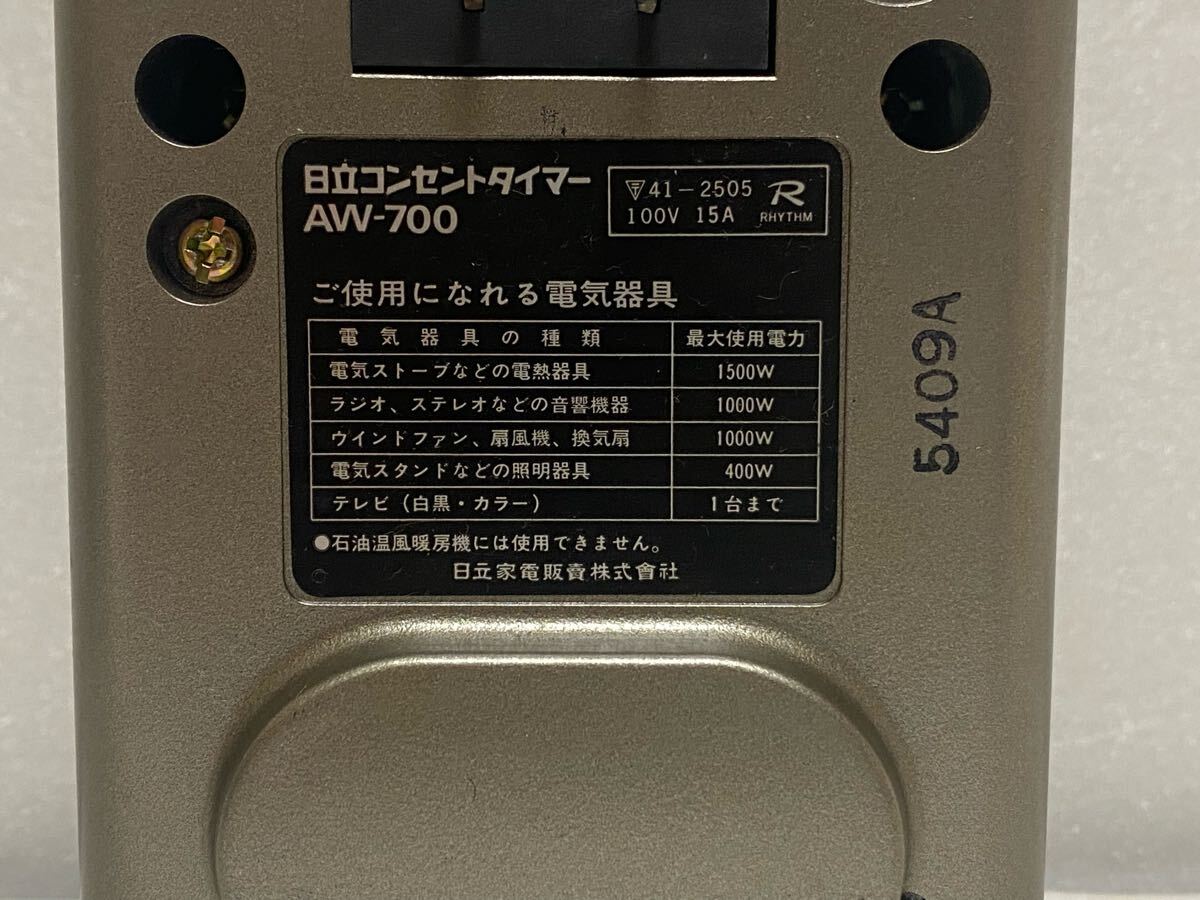 日立コンセントタイマー
AW-700
〒41-2505
100V 15A
R
RHYTHM
ご使用になれる電気器具
電気器具の種類 最大使用電力
電気ストーブなどの電熱器具 1500W
ラジオ、ステレオなどの音響機器 1000W
ウインドファン、扇風機、換気扇 1000W
電気スタンドなどの照明器具 400W
テレビ(白黒・カラー) 1台まで
●石油温風暖房機には使用できません。
日立家電販賣株式會社
5409A